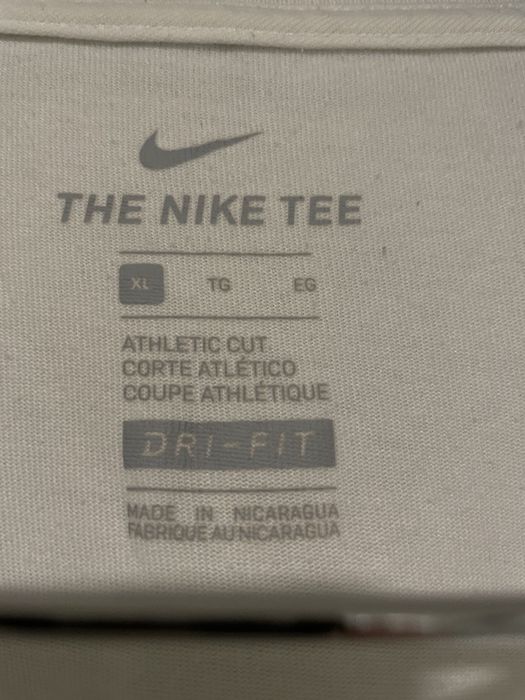 THE NIKE TEE
XL TG EG
ATHLETIC CUT
CORTE ATLÉTICO
COUPE ATHLÉTIQUE
DRI-FIT
MADE IN NICARAGUA
FABRIQUE AU NICARAGUA